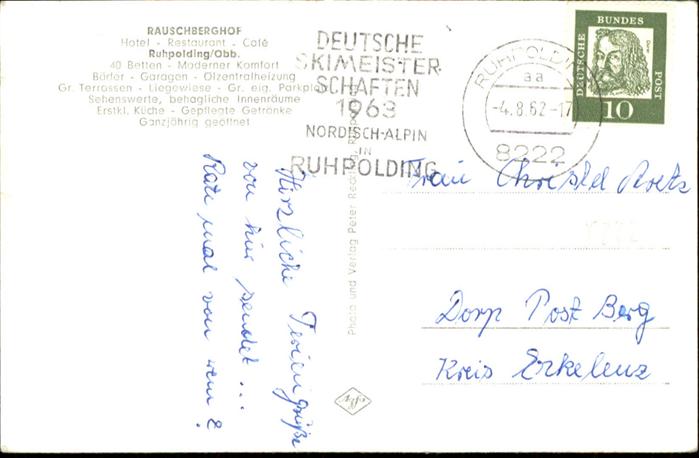 RAUSCHBERGHOF
Hotel - Restaurant - Café
Ruhpolding/Obb.
40 Betten - Moderner Komfort
Bäder - Garagen - Ölzentralheizung
Gr. Terrassen - Liegewiese - Gr. eig. Parkplatz
Sehenswerte, behagliche Innenräume
Erstkl. Küche - Gepflegte Getränke
Ganzjährig geöffnet
DEUTSCHE
SKIMEISTER-
SCHAFTEN
1963
NORDISCH-ALPIN
IN
RUHPOLDING
RUHPOLDING
aa
-4.8.62-17
8222
DEUTSCHE BUNDESPOST
10
Photo und Verlag Peter
Herzliche Feriengrüße
von hier sendet...
Rate mal von wem?
Frau
Dorp Post Berg
Kreis Erkelenz